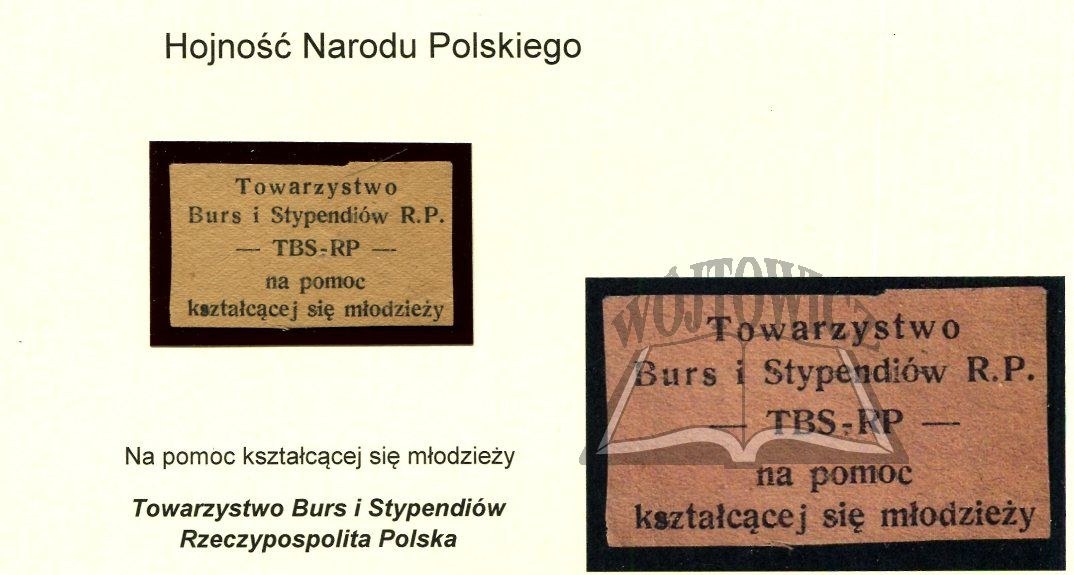 Hojność Narodu Polskiego
Towarzystwo
Burs i Stypendiów R.P.
— TBS-RP —
na pomoc
kształcącej się młodzieży
Na pomoc kształcącej się młodzieży
Towarzystwo Burs i Stypendiów
Rzeczypospolita Polska
WÓJTOWICZ
Towarzystwo
Burs i Stypendiów R.P.
— TBS-RP —
na pomoc
kształcącej się młodzieży